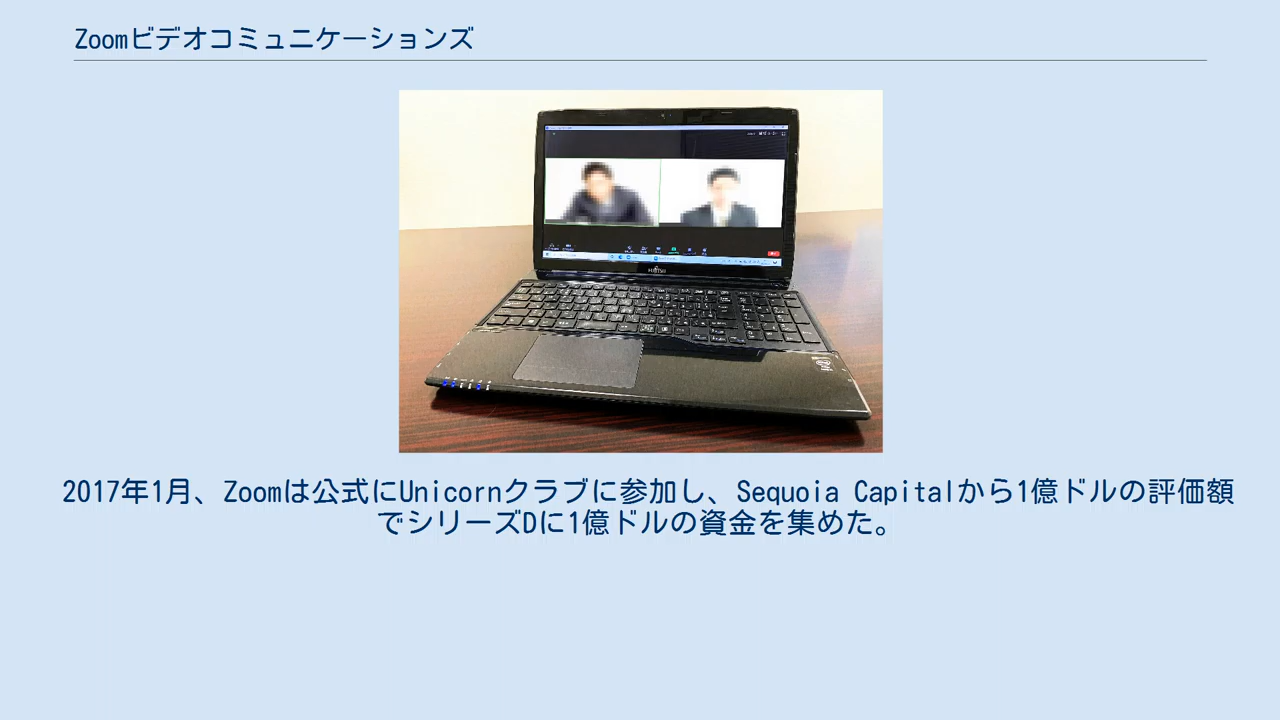 Zoomビデオコミュニケーションズ
FUJITSU
2017年1月、Zoomは公式にUnicornクラブに参加し、Sequoia Capitalから1億ドルの評価額
でシリーズDに1億ドルの資金を集めた。